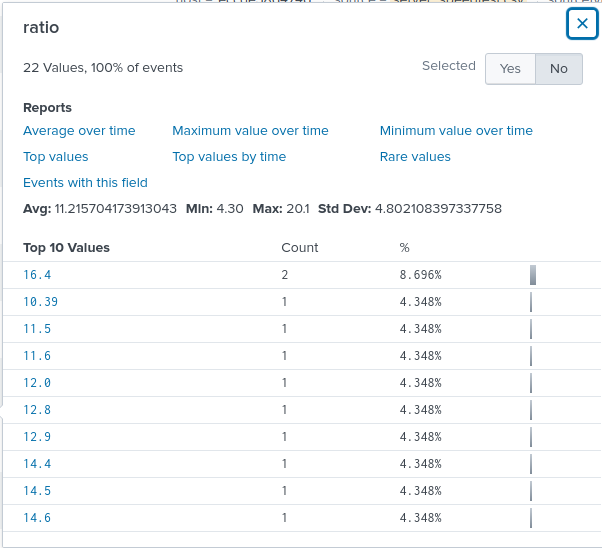 ratio
22 Values, 100% of events
Selected Yes No
Reports
Average over time Maximum value over time Minimum value over time
Top values Top values by time Rare values
Events with this field
Avg: 11.215704173913043 Min: 4.30 Max: 20.1 Std Dev: 4.802108397337758
Top 10 Values Count %
16.4 2 8.696%
10.39 1 4.348%
11.5 1 4.348%
11.6 1 4.348%
12.0 1 4.348%
12.8 1 4.348%
12.9 1 4.348%
14.4 1 4.348%
14.5 1 4.348%
14.6 1 4.348%